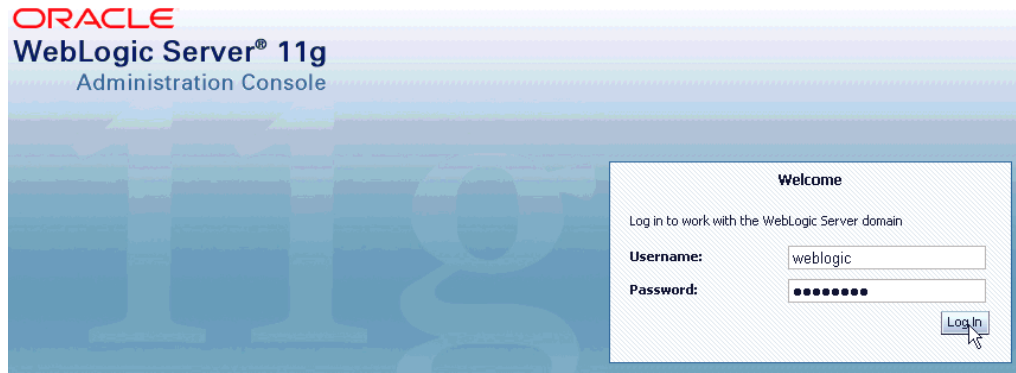 ORACLE
WebLogic Server® 11g
Administration Console
11g
Welcome
Log in to work with the WebLogic Server domain
Username:
weblogic
Password:
••••••••
Log In